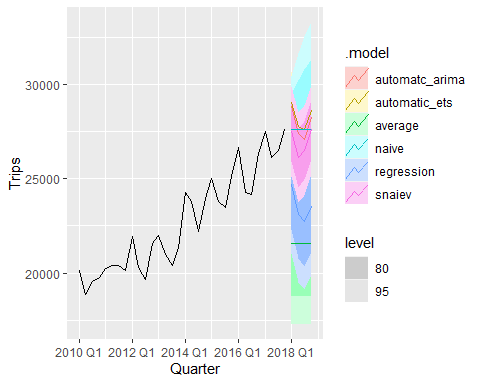 30000
25000
20000
Trips
2010 Q1 2012 Q1 2014 Q1 2016 Q1 2018 Q1
Quarter
.model
automatc_arima
automatic_ets
average
naive
regression
snaiev
level
80
95